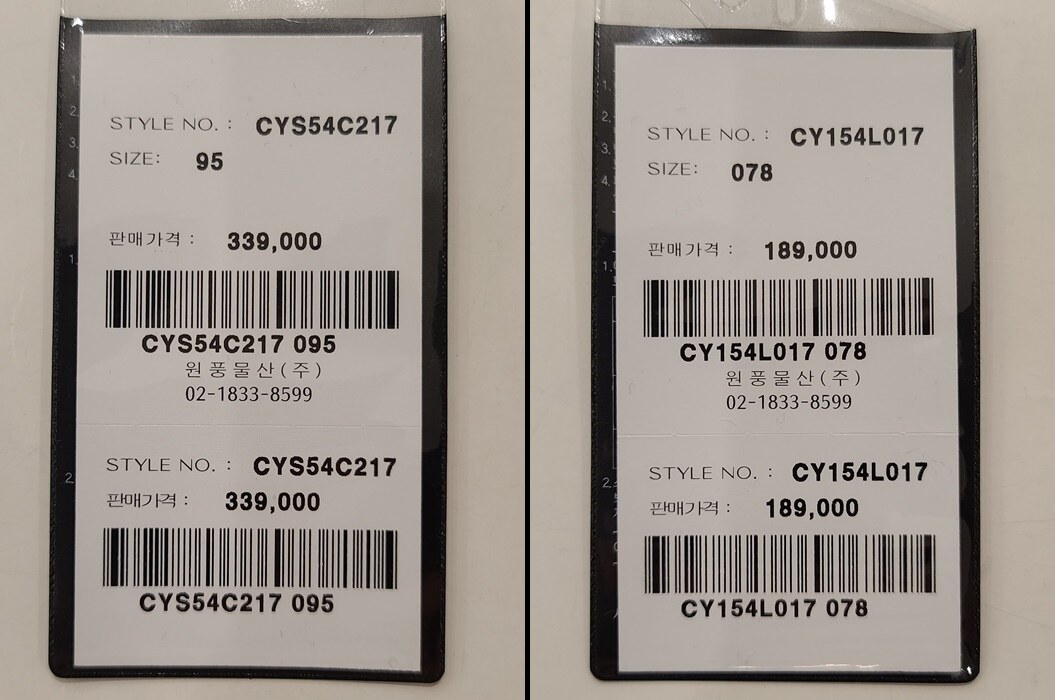 STYLE NO. : CYS54C217
SIZE: 95
판매가격 : 339,000
CYS54C217 095
원풍물산(주)
02-1833-8599
STYLE NO. : CYS54C217
판매가격 : 339,000
CYS54C217 095
STYLE NO. : CY154L017
SIZE: 078
판매가격 : 189,000
CY154L017 078
원풍물산(주)
02-1833-8599
STYLE NO. : CY154L017
판매가격 : 189,000
CY154L017 078